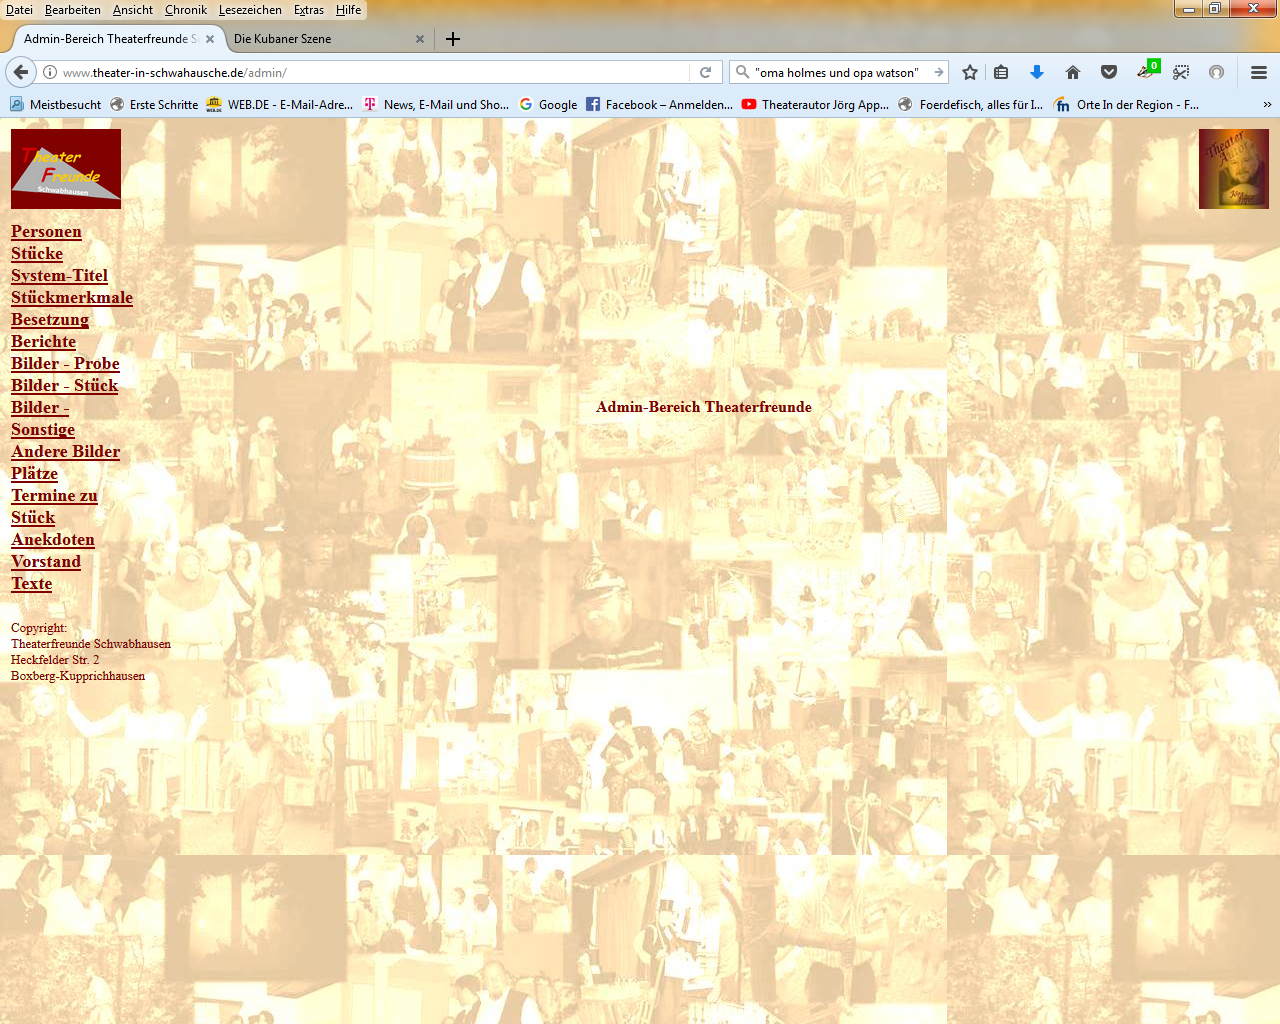 Datei Bearbeiten Ansicht Chronik Lesezeichen Extras Hilfe
Admin-Bereich Theaterfreunde Sc
Die Kubaner Szene
www.theater-in-schwahausche.de/admin/
"oma holmes und opa watson"
0
Meistbesucht Erste Schritte WEB.DE - E-Mail-Adre... News, E-Mail und Sho... Google Facebook – Anmelden... Theaterautor Jörg App... Foerdefisch, alles für I... Orte In der Region - F...
Theater
Freunde
Schwabhausen
Theater
Personen
Stücke
System-Titel
Stückmerkmale
Besetzung
Berichte
Bilder - Probe
Bilder - Stück
Bilder -
Sonstige
Andere Bilder
Plätze
Termine zu
Stück
Anekdoten
Vorstand
Texte
Admin-Bereich Theaterfreunde
Copyright:
Theaterfreunde Schwabhausen
Heckfelder Str. 2
Boxberg-Kupprichhausen